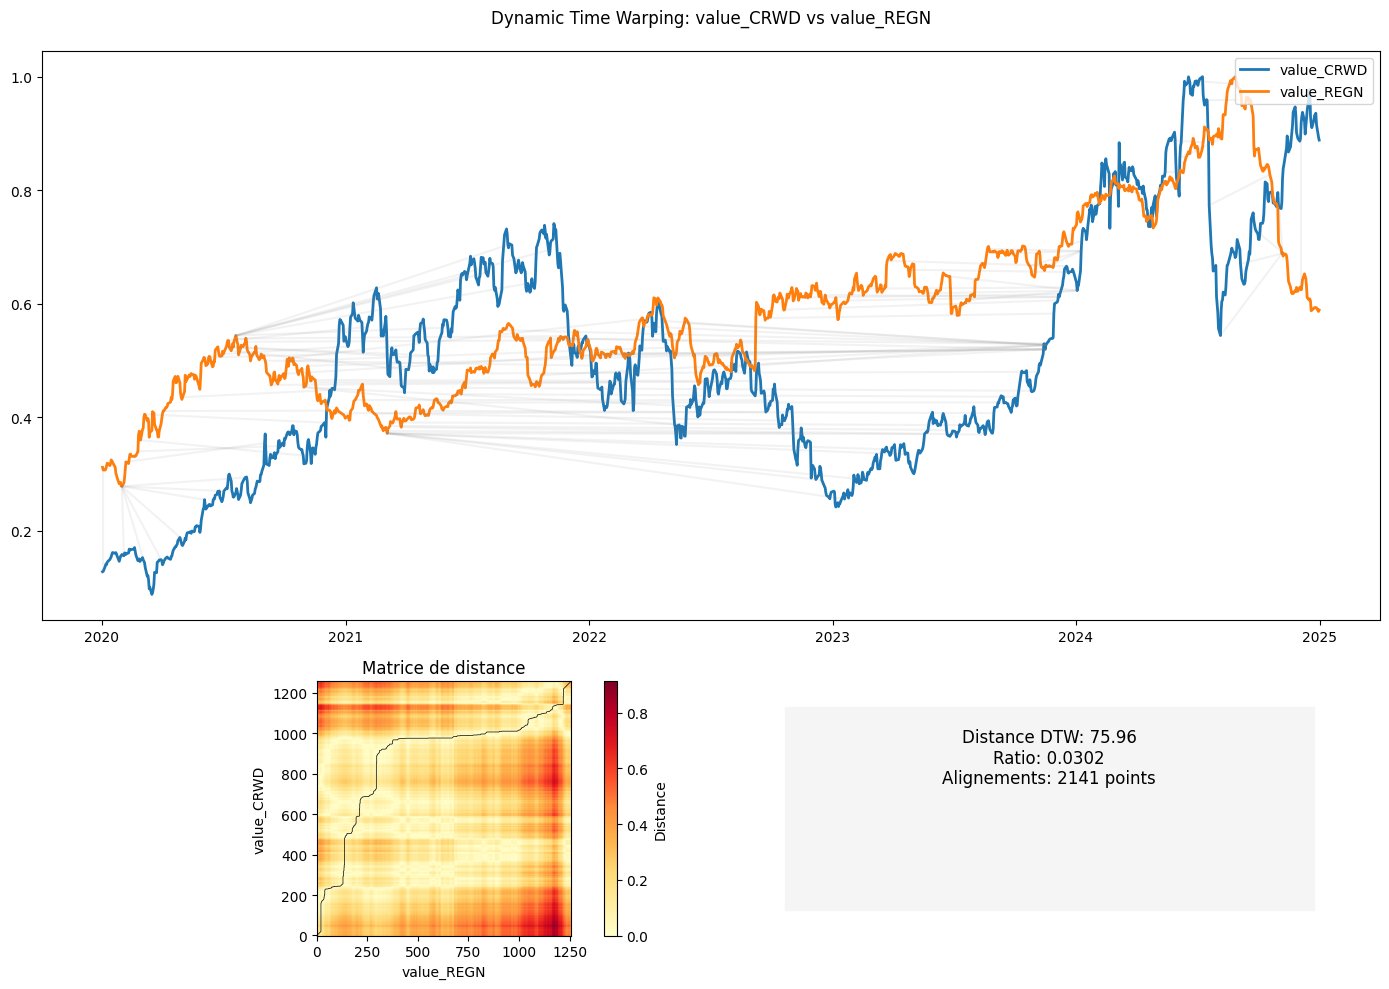 Dynamic Time Warping: value_CRWD vs value_REGN
1.0
0.8
0.6
0.4
0.2
value_CRWD
value_REGN
2020 2021 2022 2023 2024 2025
Matrice de distance
value_CRWD
1200
1000
800
600
400
200
0
0 250 500 750 1000 1250
value_REGN
0.8
0.6
0.4
0.2
0.0
Distance
Distance DTW: 75.96
Ratio: 0.0302
Alignements: 2141 points